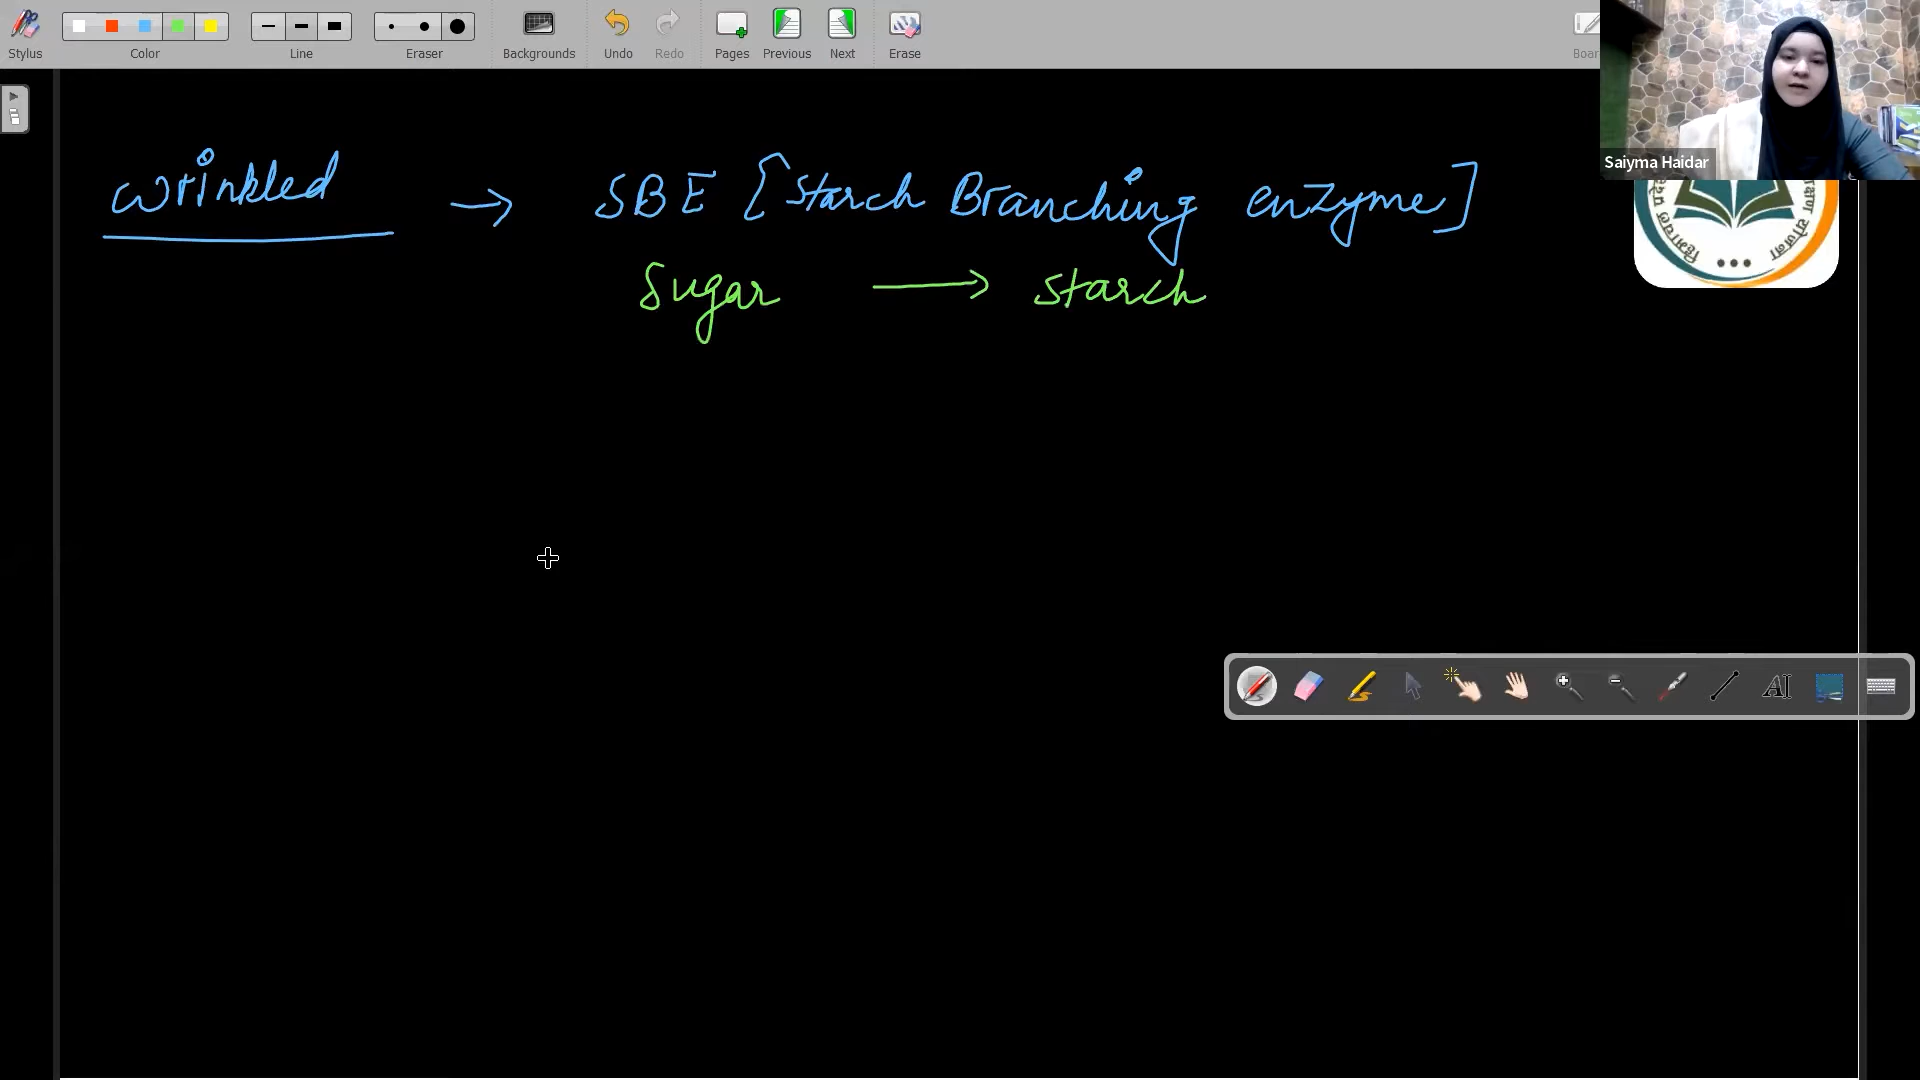 Stylus
Color
Line
Eraser
Backgrounds
Undo
Redo
Pages
Previous
Next
Erase
Saiyma Haidar
wrinkled → SBE [Starch Branching enzyme]
Sugar → starch